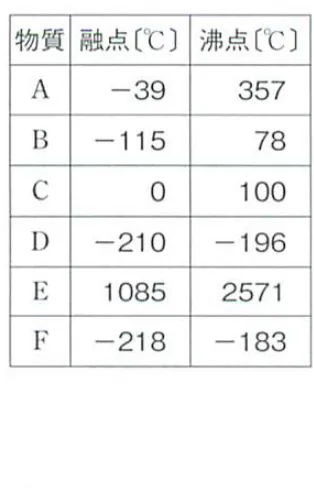 物質 融点〔℃〕 沸点〔℃〕
A －39 357
B －115 78
C 0 100
D －210 －196
E 1085 2571
F －218 －183